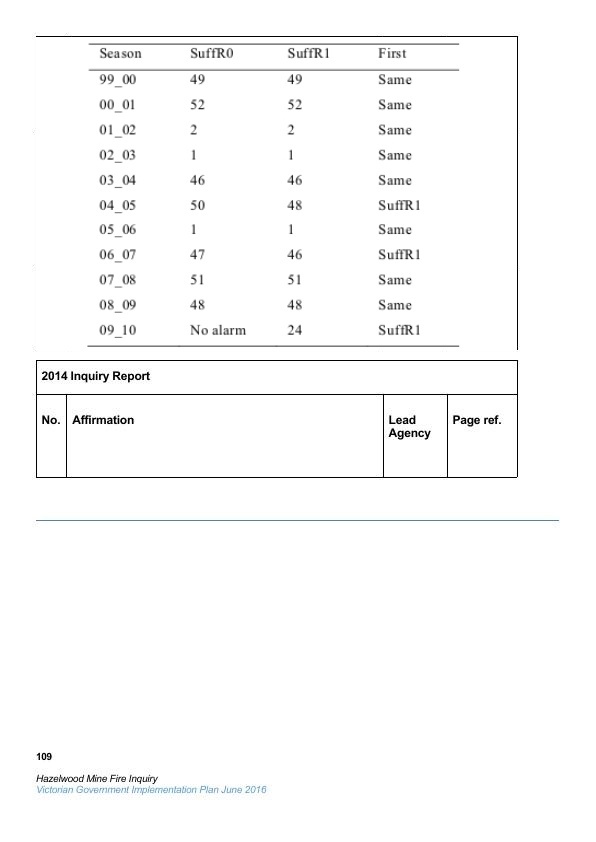 Season SuffR0 SuffR1 First
99_00 49 49 Same
00_01 52 52 Same
01_02 2 2 Same
02_03 1 1 Same
03_04 46 46 Same
04_05 50 48 SuffR1
05_06 1 1 Same
06_07 47 46 SuffR1
07_08 51 51 Same
08_09 48 48 Same
09_10 No alarm 24 SuffR1
2014 Inquiry Report
No. Affirmation Lead Page ref.
Agency
109
Hazelwood Mine Fire Inquiry
Victorian Government Implementation Plan June 2016